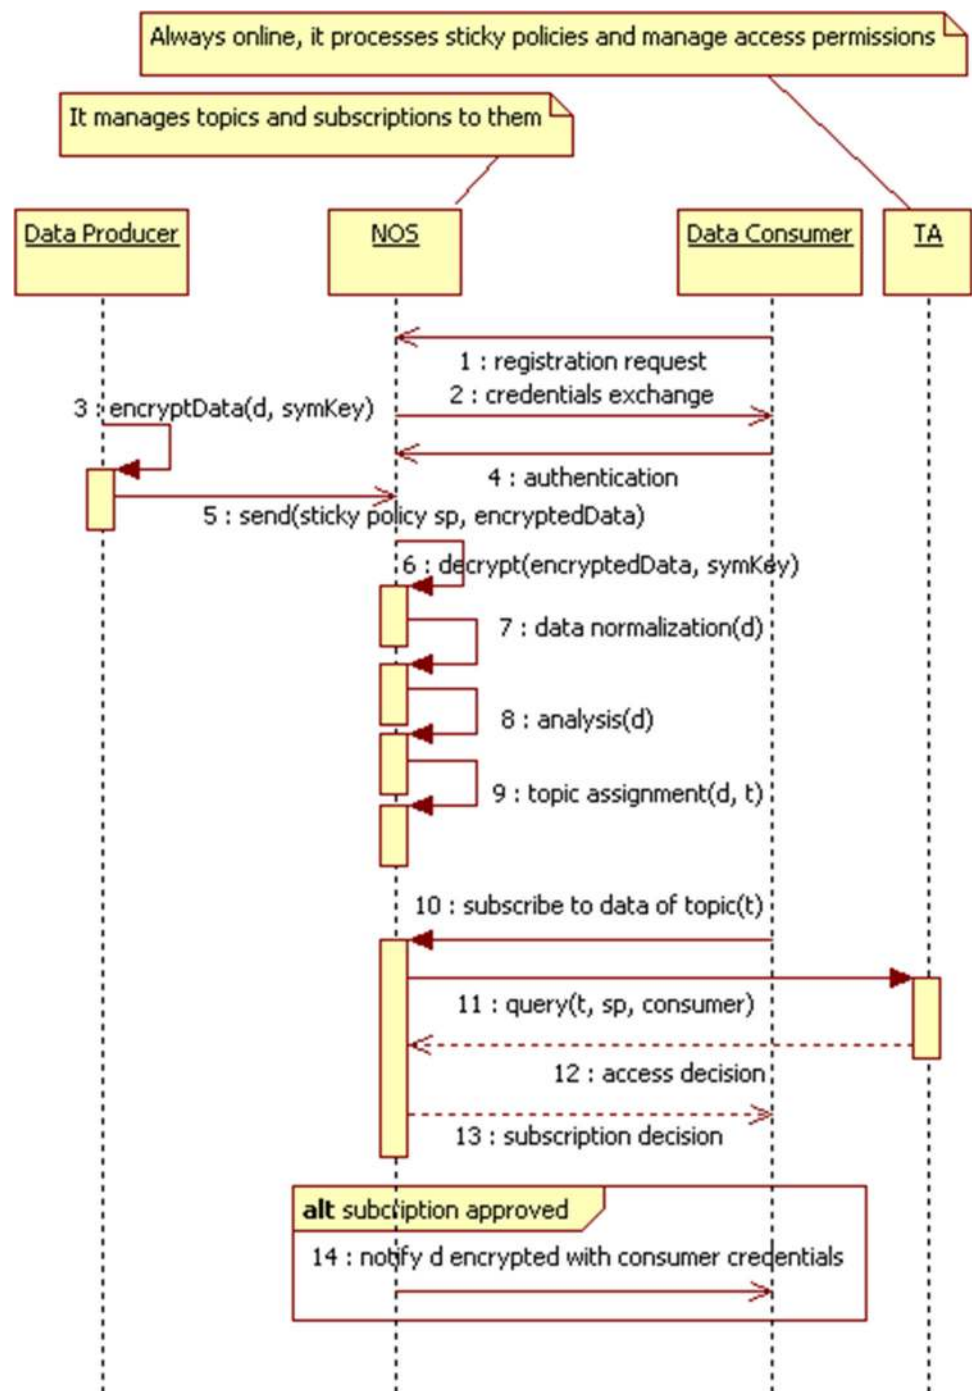 Always online, it processes sticky policies and manage access permissions
It manages topics and subscriptions to them
Data Producer
NOS
Data Consumer
TA
1 : registration request
2 : credentials exchange
3 : encryptData(d, symKey)
4 : authentication
5 : send(sticky policy sp, encryptedData)
6 : decrypt(encryptedData, symKey)
7 : data normalization(d)
8 : analysis(d)
9 : topic assignment(d, t)
10 : subscribe to data of topic(t)
11 : query(t, sp, consumer)
12 : access decision
13 : subscription decision
alt subcription approved
14 : notify d encrypted with consumer credentials